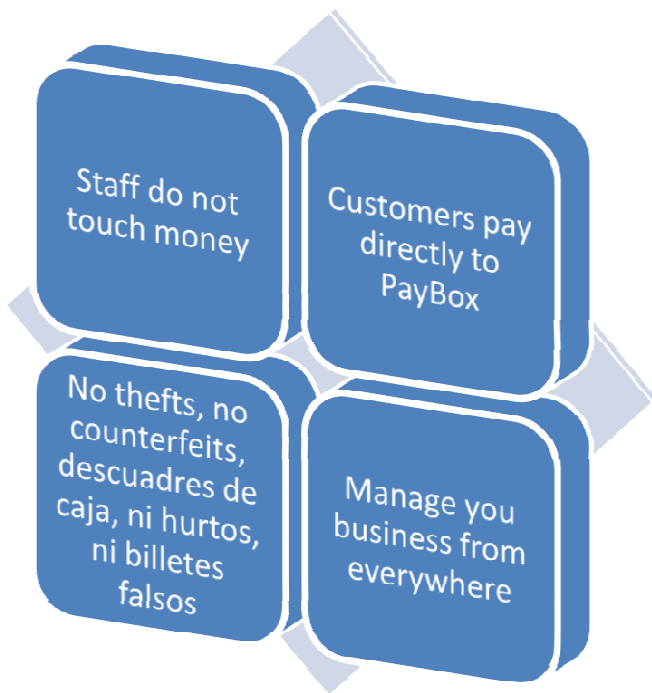 Staff do not
touch money
Customers pay
directly to
PayBox
No thefts, no
counterfeits,
descuadres de
caja, ni hurtos,
ni billetes
falsos
Manage you
business from
everywhere